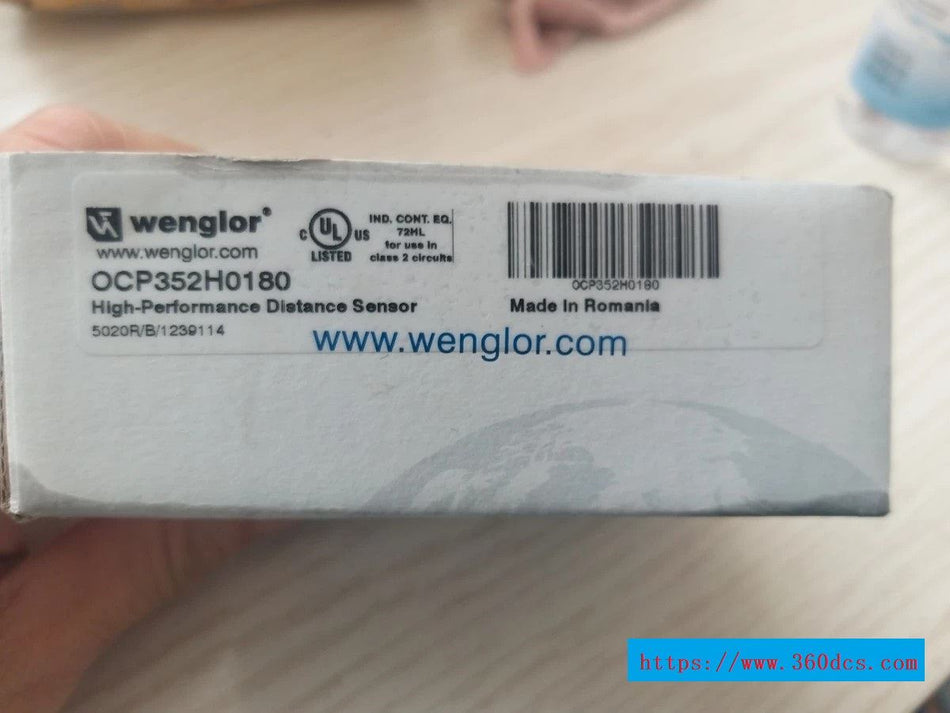 wenglor®
www.wenglor.com
OCP352H0180
High-Performance Distance Sensor
5020R/B/1239114
C UL US
LISTED
IND. CONT. EQ.
72HL
for use in
class 2 circuits
OCP352H0180
Made in Romania
www.wenglor.com
https://www.360dcs.com